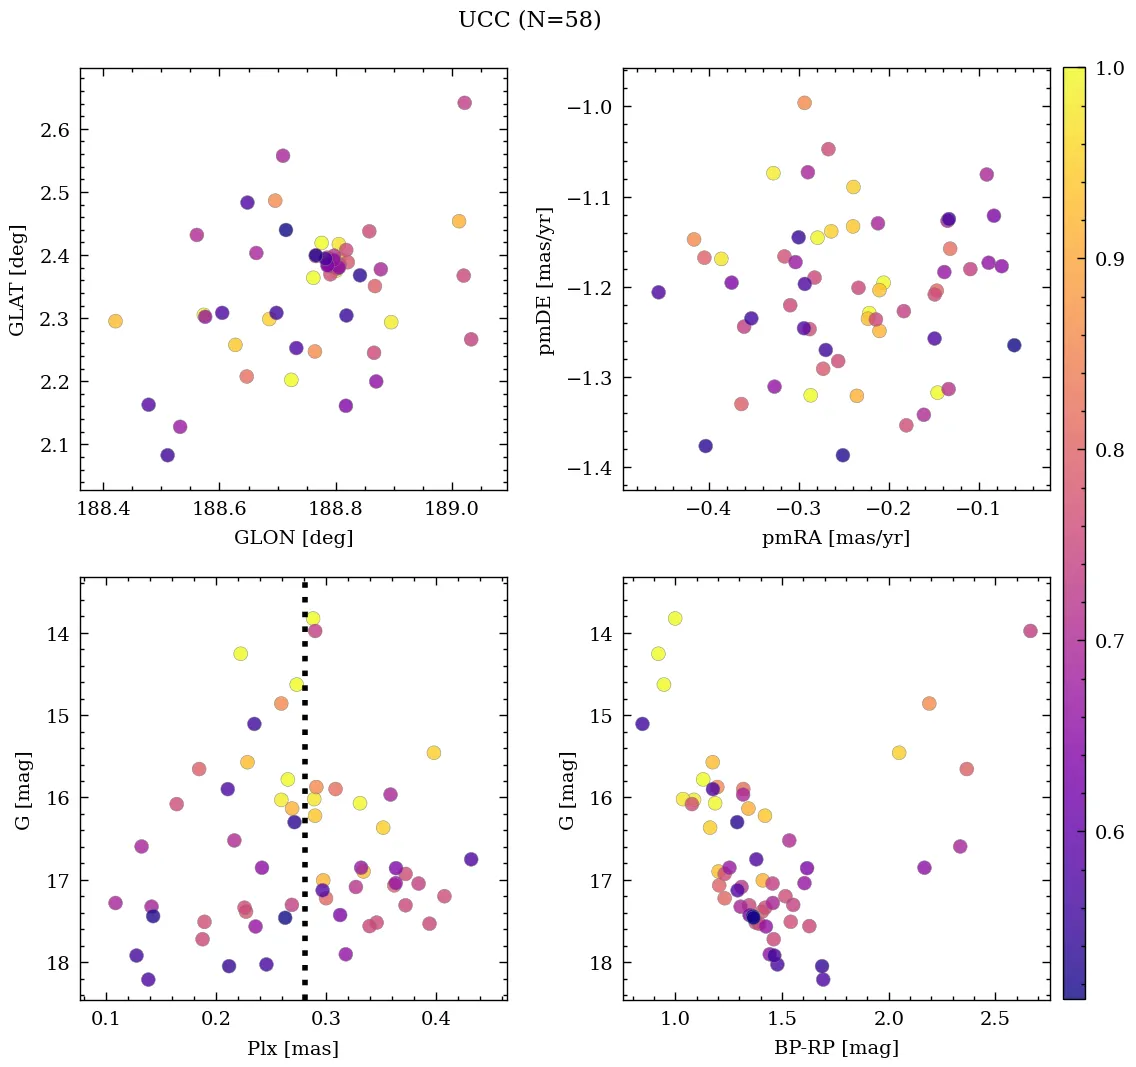 UCC (N=58)
2.6
2.5
2.4
2.3
2.2
2.1
GLAT [deg]
188.4 188.6 188.8 189.0
GLON [deg]
−1.0
−1.1
−1.2
−1.3
−1.4
pmDE [mas/yr]
−0.4 −0.3 −0.2 −0.1
pmRA [mas/yr]
1.0
0.9
0.8
0.7
0.6
14
15
16
17
18
G [mag]
0.1 0.2 0.3 0.4
Plx [mas]
14
15
16
17
18
G [mag]
1.0 1.5 2.0 2.5
BP-RP [mag]